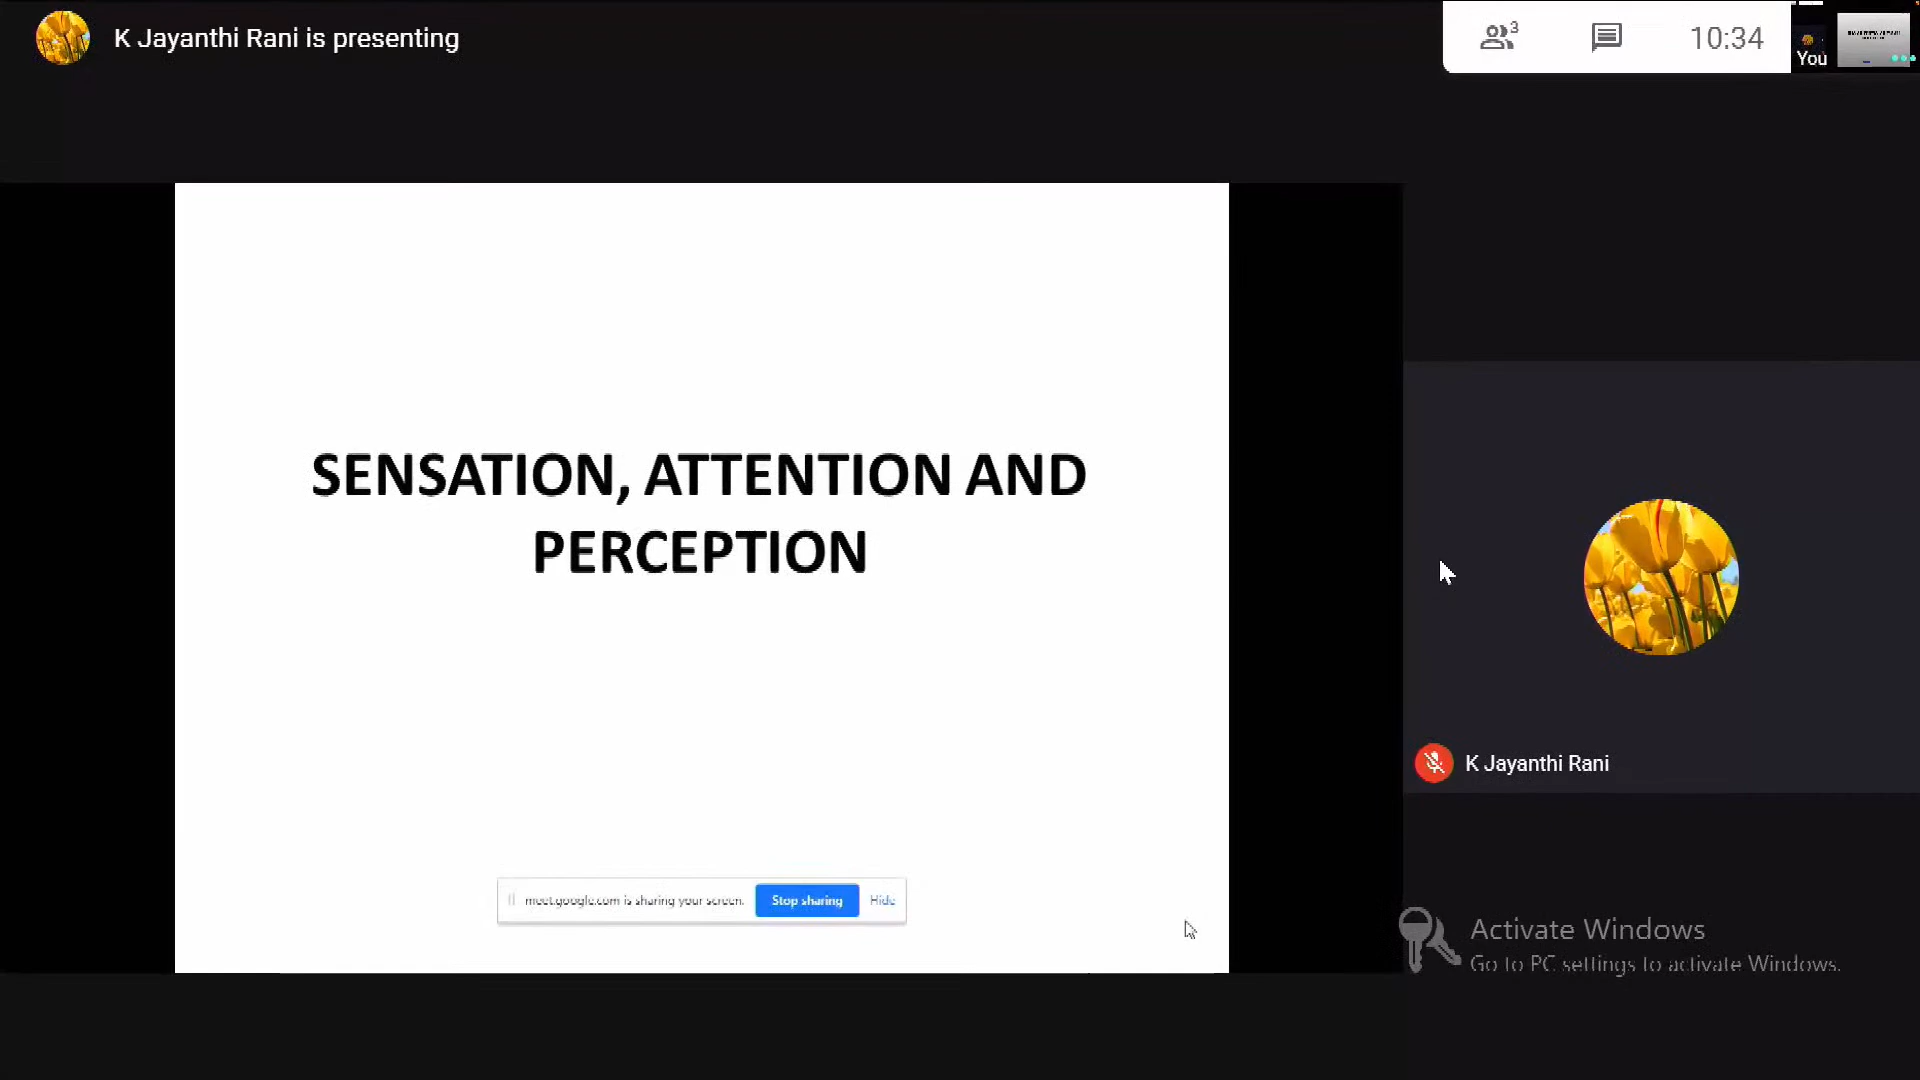 K Jayanthi Rani is presenting
3
10:34
You
SENSATION, ATTENTION AND
PERCEPTION
K Jayanthi Rani
meet.google.com is sharing your screen.
Stop sharing
Hide
Activate Windows
Go to PC settings to activate Windows.